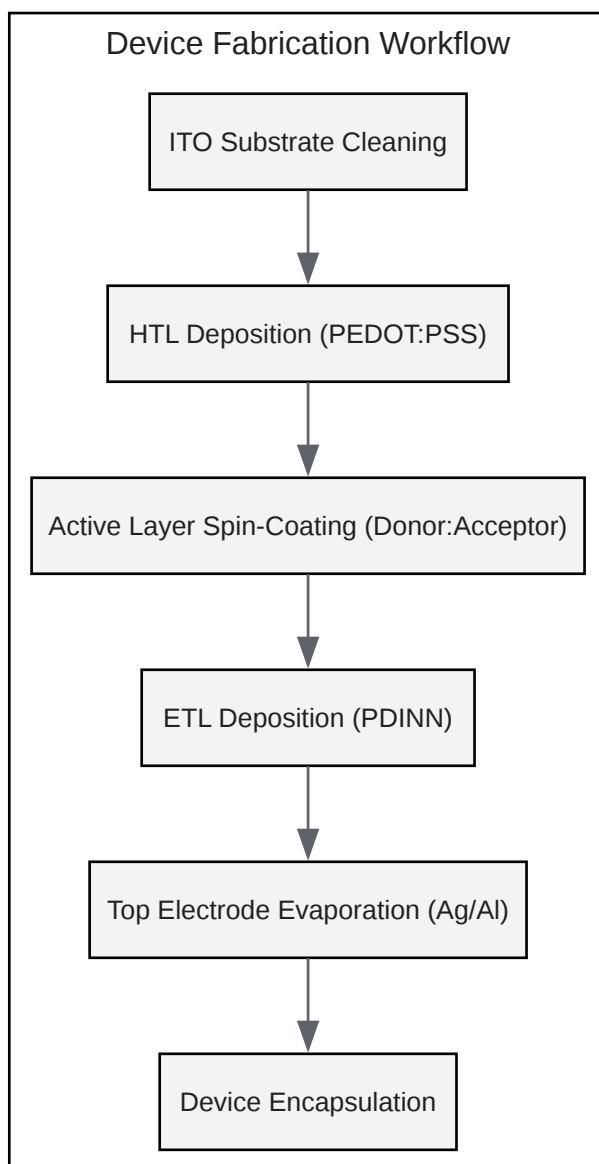 Device Fabrication Workflow
ITO Substrate Cleaning
HTL Deposition (PEDOT:PSS)
Active Layer Spin-Coating (Donor:Acceptor)
ETL Deposition (PDINN)
Top Electrode Evaporation (Ag/Al)
Device Encapsulation